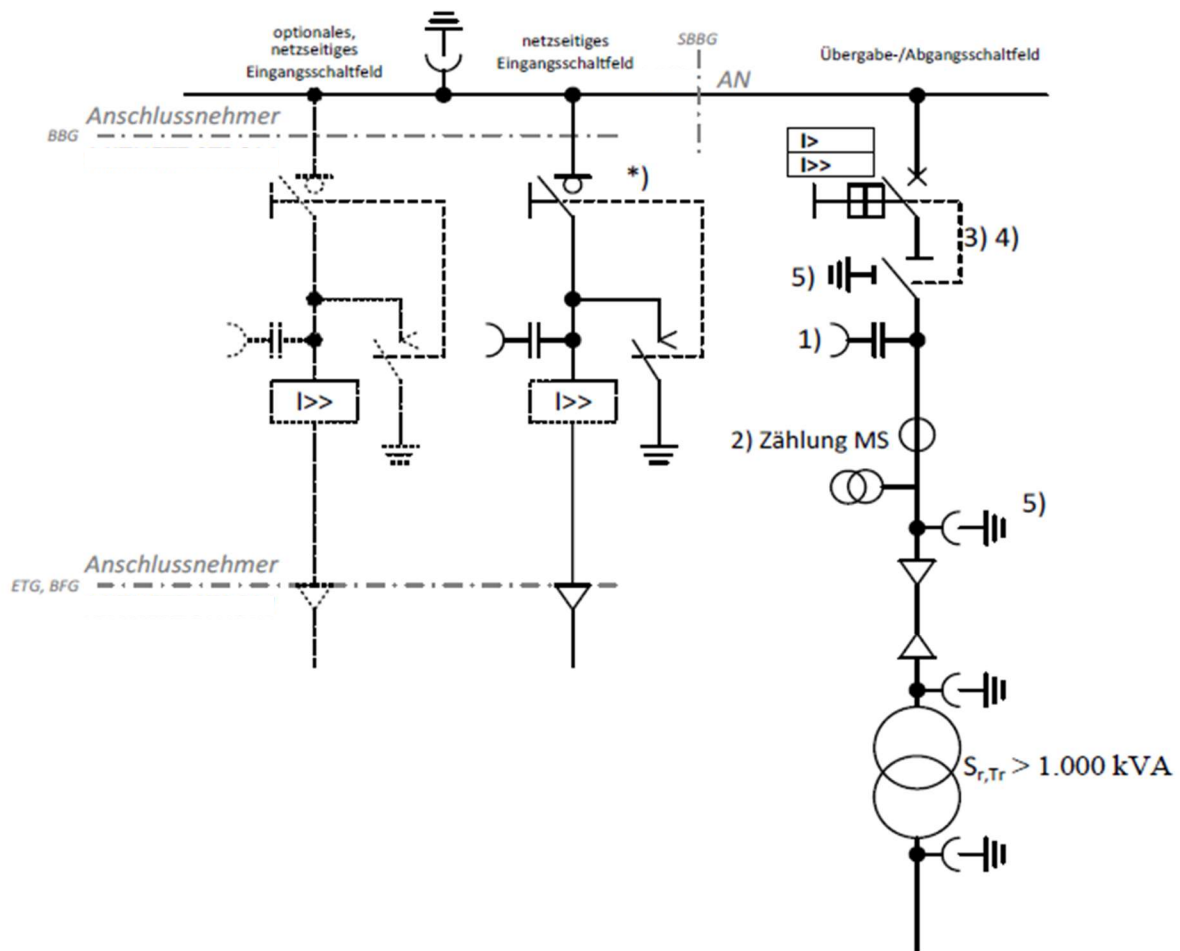 optionales,
netzseitiges
Eingangsschaltfeld
netzseitiges
Eingangsschaltfeld
SBBG
AN
Übergabe-/Abgangsschaltfeld
Anschlussnehmer
BBG
I>
I>>
*)
3) 4)
5)
1)
I>>
I>>
2) Zählung MS
5)
Anschlussnehmer
ETG, BFG
Sr,Tr > 1.000 kVA